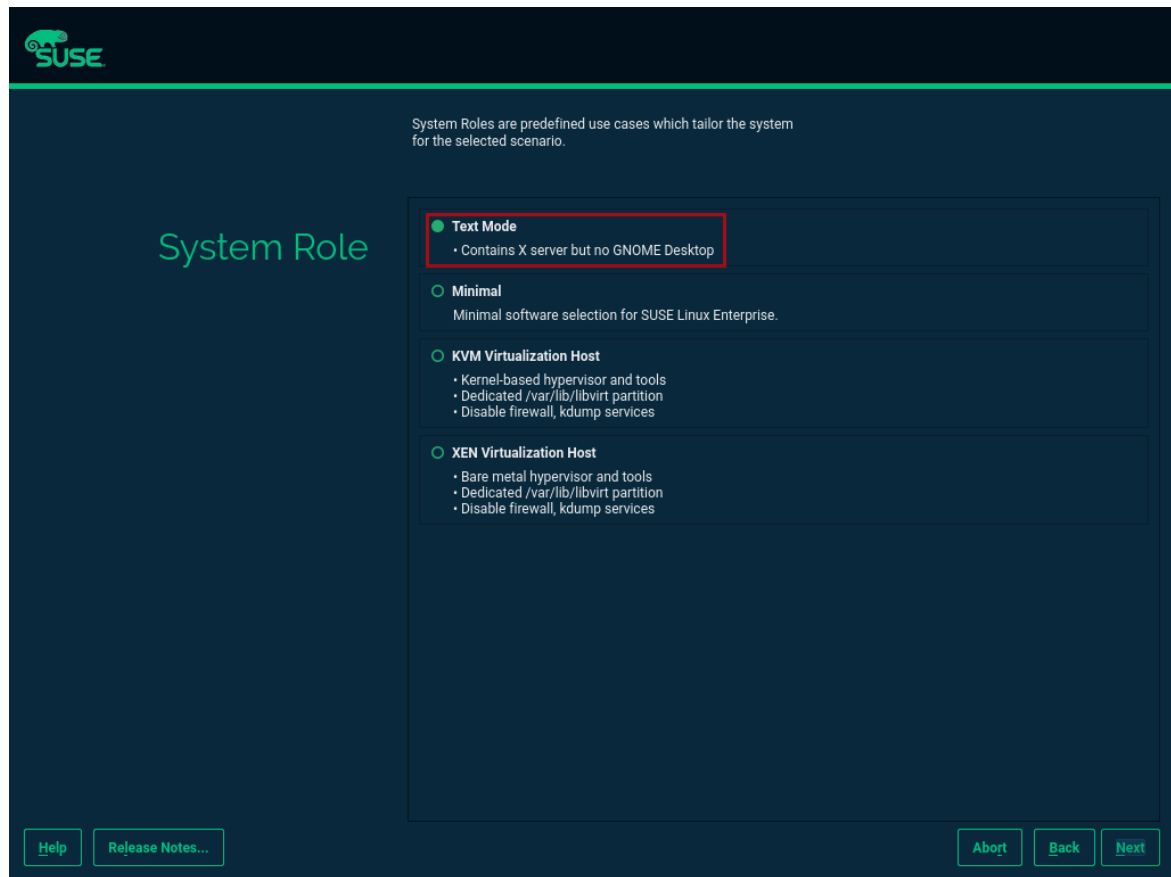 SUSE
System Roles are predefined use cases which tailor the system
for the selected scenario.
System Role
Text Mode
• Contains X server but no GNOME Desktop
Minimal
Minimal software selection for SUSE Linux Enterprise.
KVM Virtualization Host
• Kernel-based hypervisor and tools
• Dedicated /var/lib/libvirt partition
• Disable firewall, kdump services
XEN Virtualization Host
• Bare metal hypervisor and tools
• Dedicated /var/lib/libvirt partition
• Disable firewall, kdump services
Help Release Notes... Abort Back Next